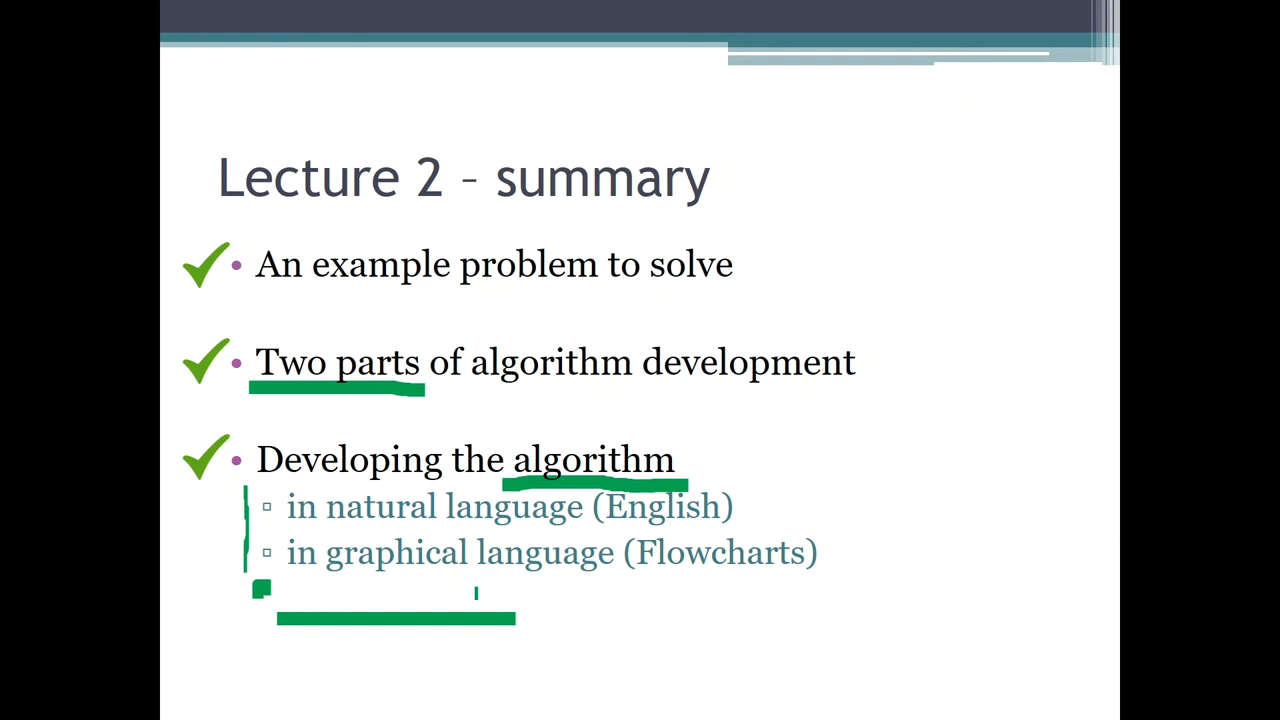 Lecture 2 – summary
• An example problem to solve
• Two parts of algorithm development
• Developing the algorithm
▫ in natural language (English)
▫ in graphical language (Flowcharts)